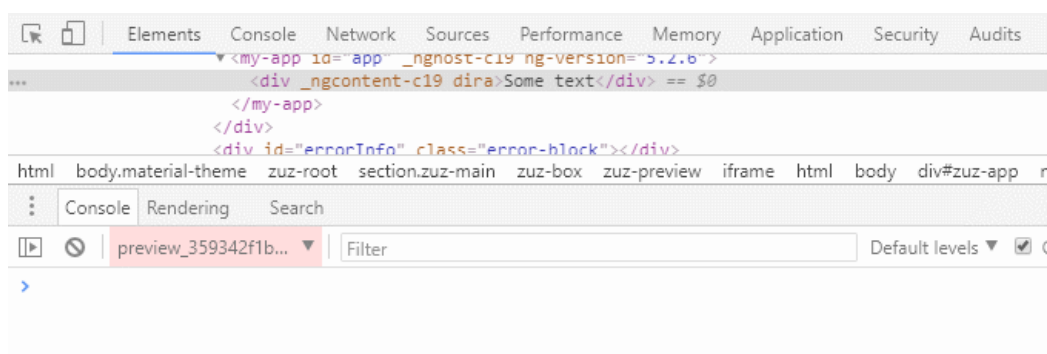 Elements Console Network Sources Performance Memory Application Security Audits
▼<my-app id="app" _nghost-c19 ng-version="5.2.6">
… <div _ngcontent-c19 dira>Some text</div> == $0
</my-app>
</div>
<div id="errorInfo" class="error-block"></div>
html body.material-theme zuz-root section.zuz-main zuz-box zuz-preview iframe html body div#zuz-app
Console Rendering Search
preview_359342f1b... ▼ Filter Default levels ▼
>